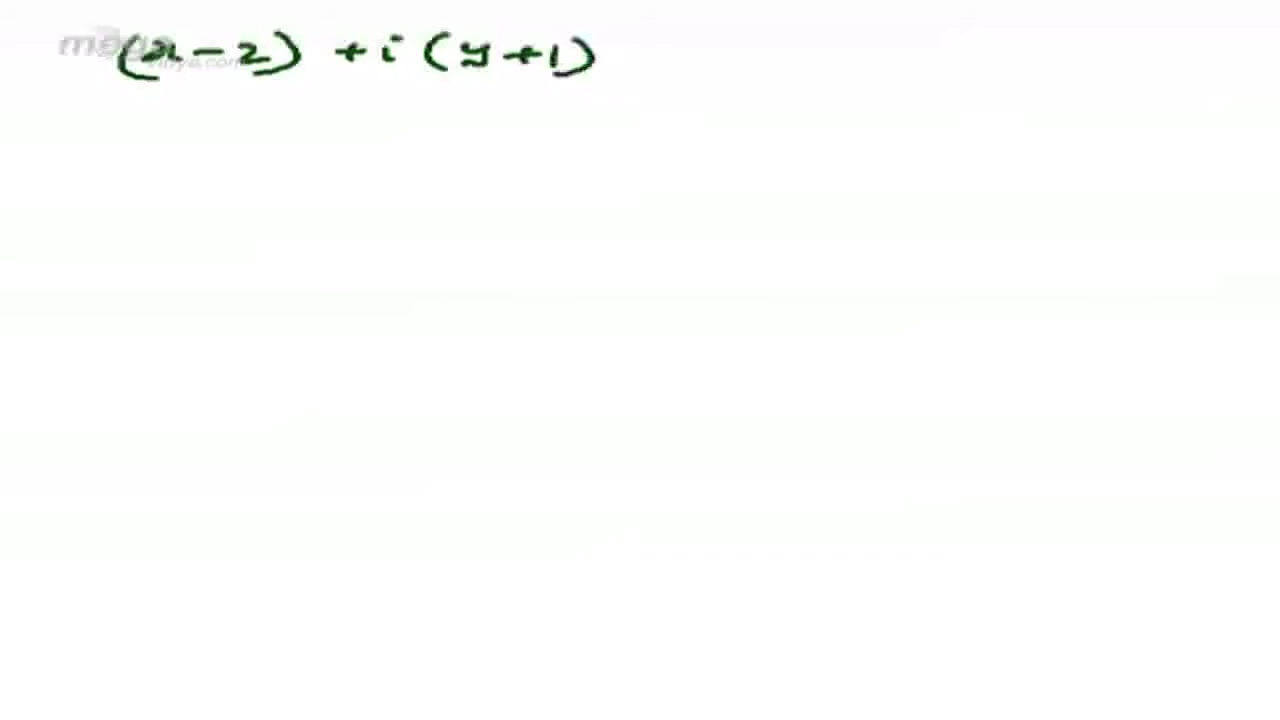 (x - 2) + i (y + 1)